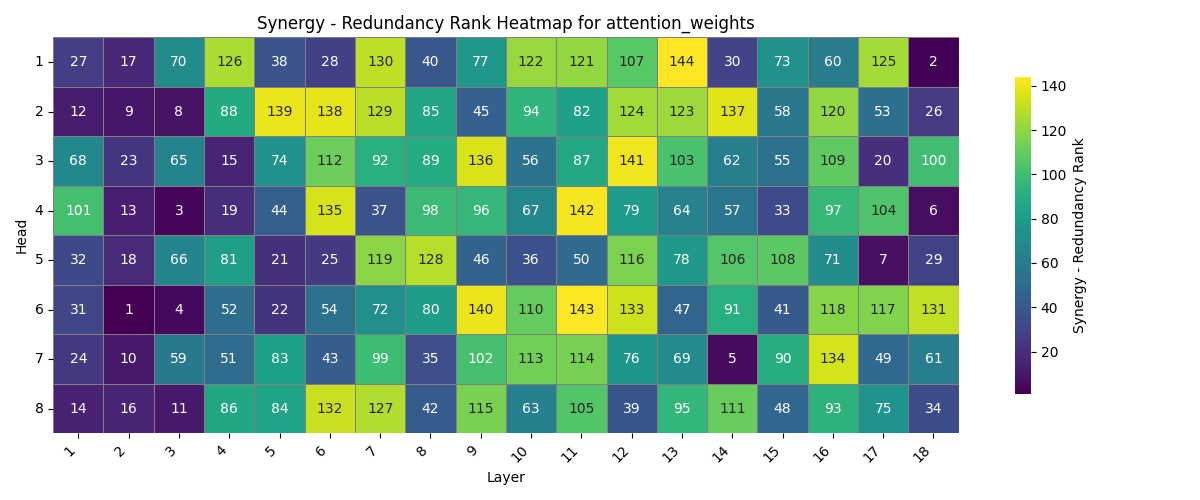 Synergy - Redundancy Rank Heatmap for attention_weights
Head
1 27 17 70 126 38 28 130 40 77 122 121 107 144 30 73 60 125 2
2 12 9 8 88 139 138 129 85 45 94 82 124 123 137 58 120 53 26
3 68 23 65 15 74 112 92 89 136 56 87 141 103 62 55 109 20 100
4 101 13 3 19 44 135 37 98 96 67 142 79 64 57 33 97 104 6
5 32 18 66 81 21 25 119 128 46 36 50 116 78 106 108 71 7 29
6 31 1 4 52 22 54 72 80 140 110 143 133 47 91 41 118 117 131
7 24 10 59 51 83 43 99 35 102 113 114 76 69 5 90 134 49 61
8 14 16 11 86 84 132 127 42 115 63 105 39 95 111 48 93 75 34
1 2 3 4 5 6 7 8 9 10 11 12 13 14 15 16 17 18
Layer
140
120
100
80
60
40
20
Synergy - Redundancy Rank